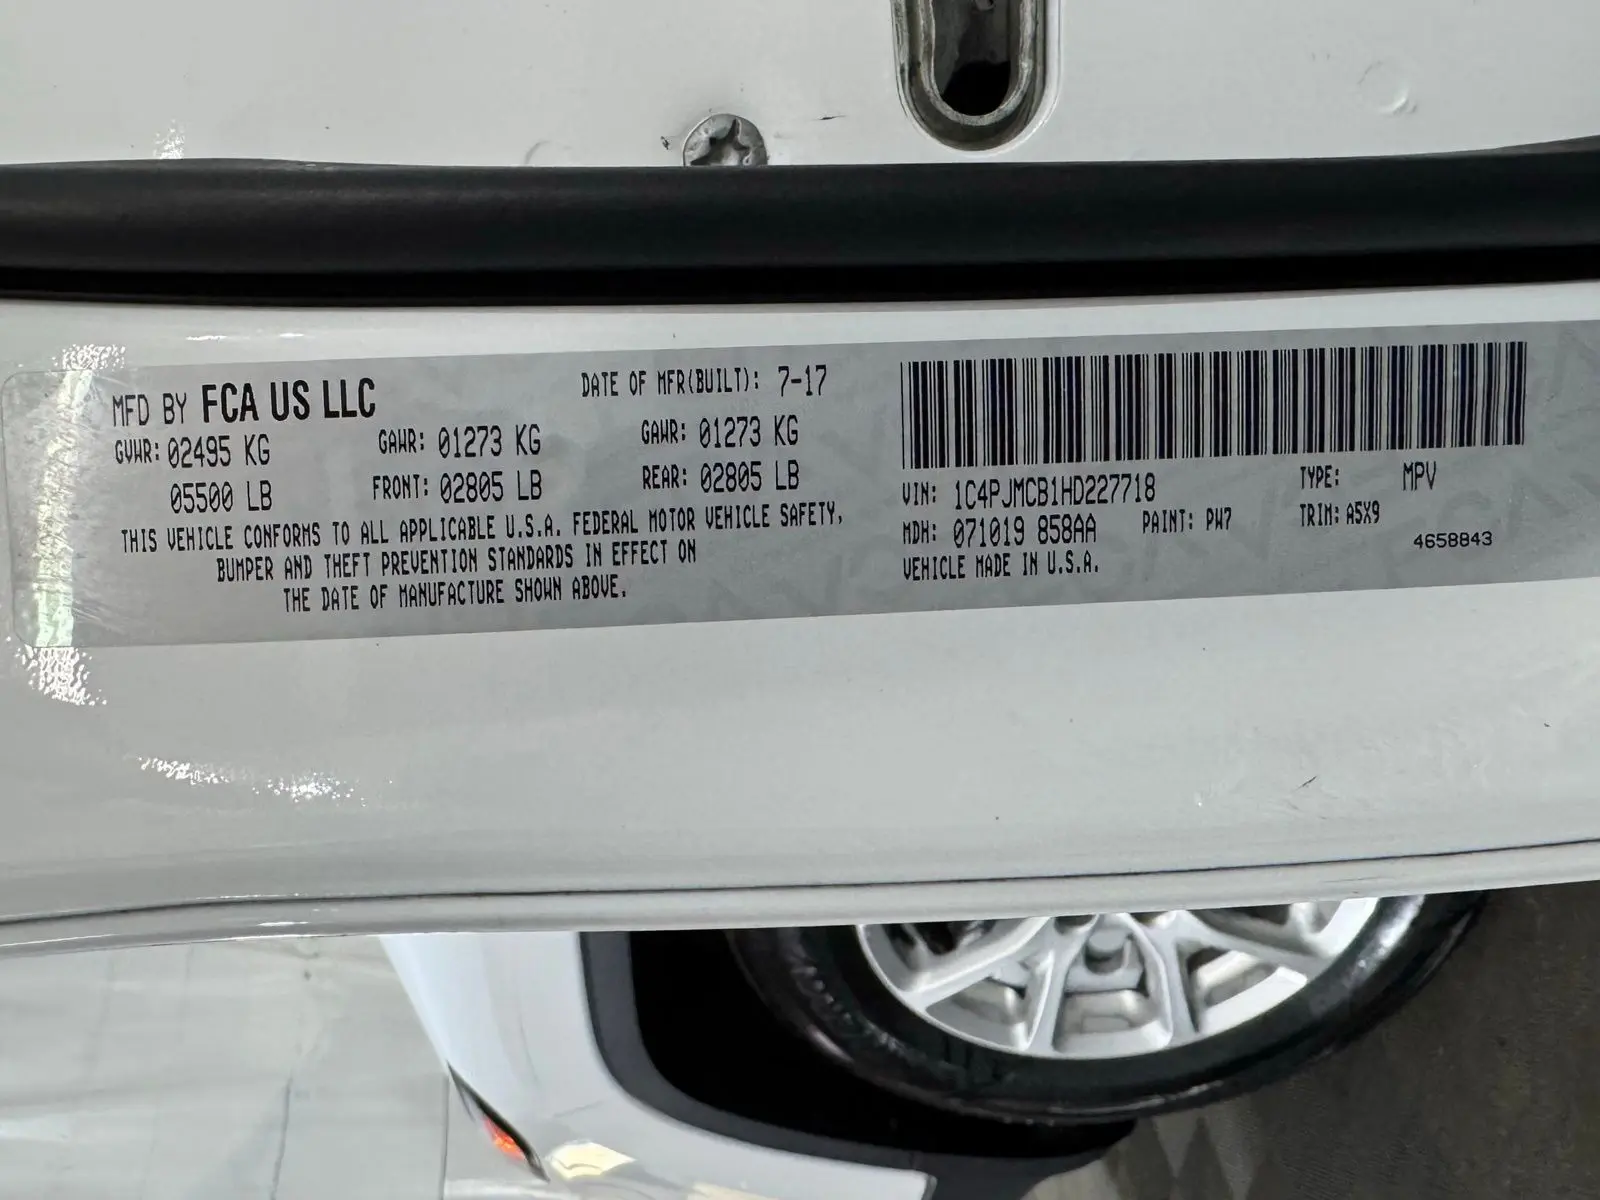 MFD BY FCA US LLC DATE OF MFR(BUILT): 7-17
GVWR: 02495 KG GAWR: 01273 KG GAWR: 01273 KG
05500 LB FRONT: 02805 LB REAR: 02805 LB
THIS VEHICLE CONFORMS TO ALL APPLICABLE U.S.A. FEDERAL MOTOR VEHICLE SAFETY,
BUMPER AND THEFT PREVENTION STANDARDS IN EFFECT ON
THE DATE OF MANUFACTURE SHOWN ABOVE.
VIN: 1C4PJMCB1HD227718 TYPE: MPV
MDH: 071019 858AA PAINT: PW7 TRIM: A5X9
VEHICLE MADE IN U.S.A. 4658843